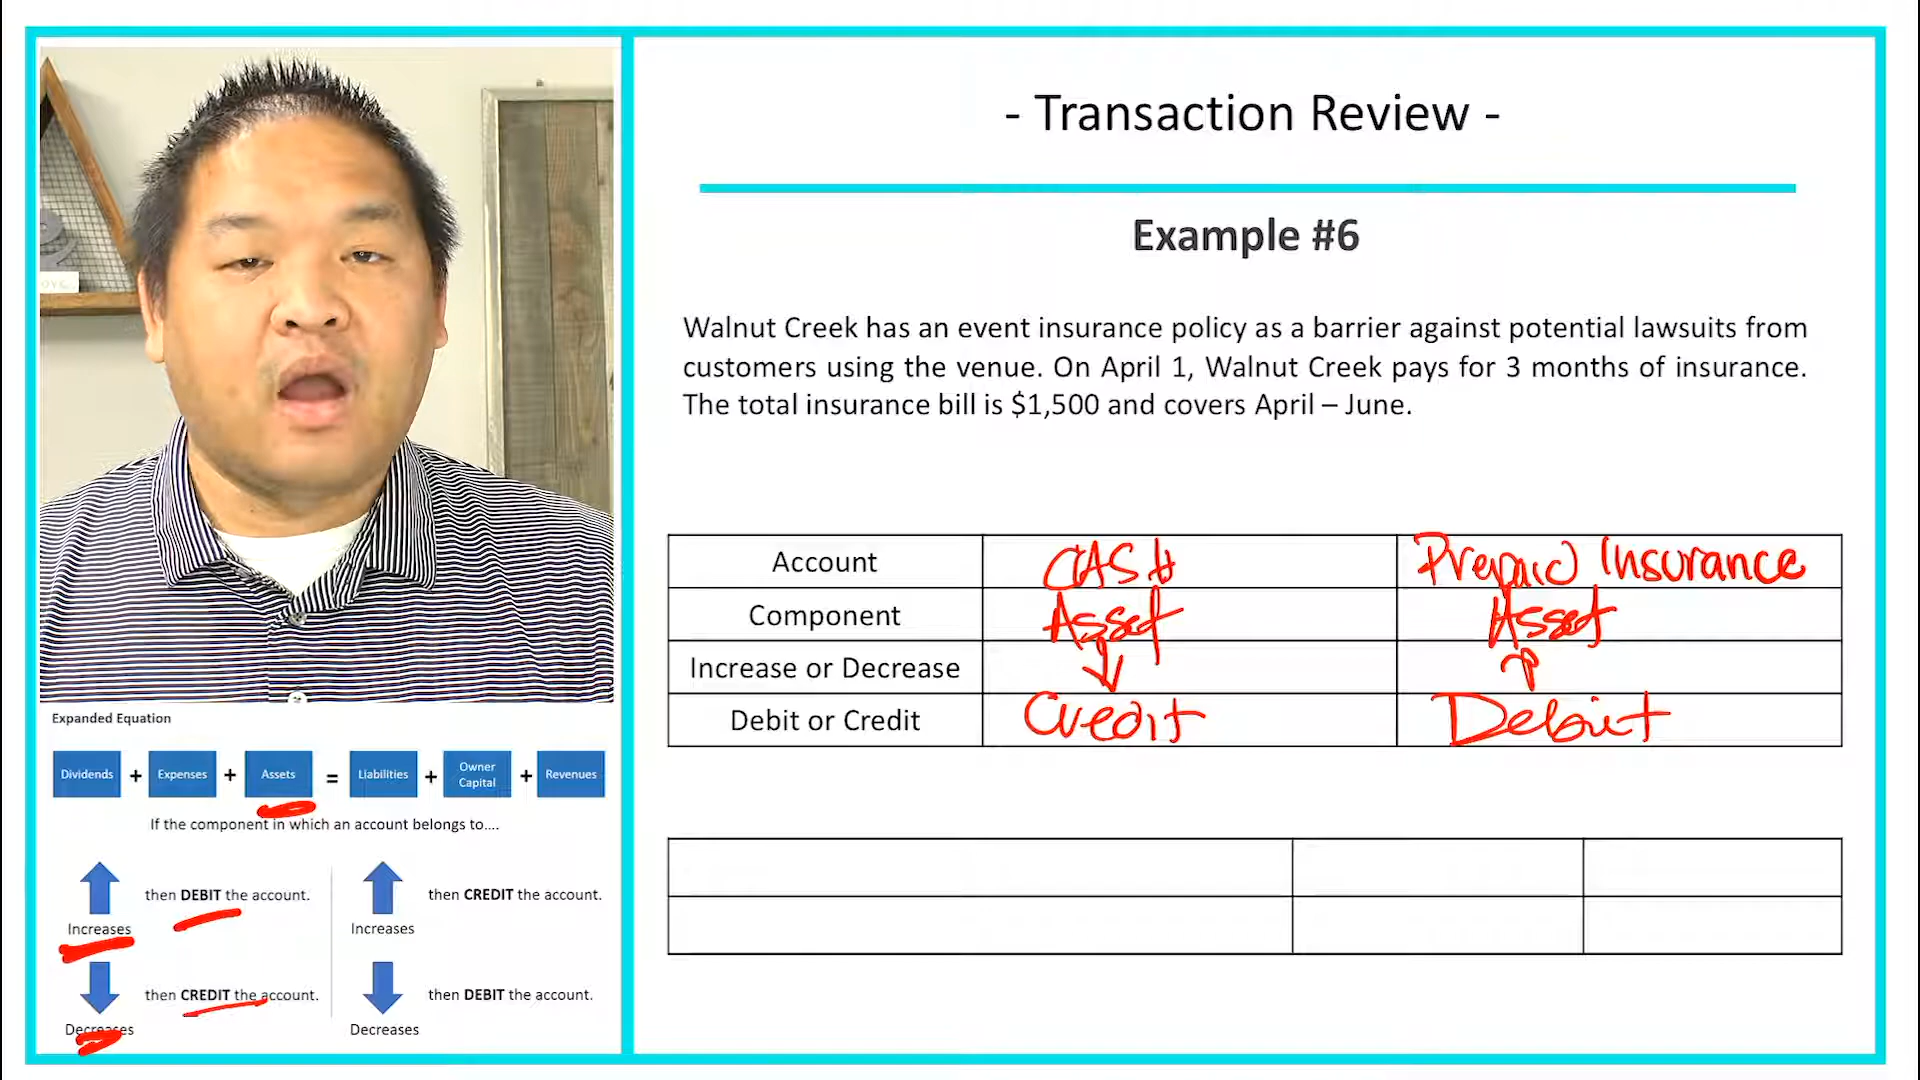 - Transaction Review -
Example #6
Walnut Creek has an event insurance policy as a barrier against potential lawsuits from
customers using the venue. On April 1, Walnut Creek pays for 3 months of insurance.
The total insurance bill is $1,500 and covers April – June.
Account CASH Prepaid Insurance
Component Asset Asset
Increase or Decrease
Debit or Credit Credit Debit
Expanded Equation
Dividends + Expenses + Assets = Liabilities + Owner Capital + Revenues
If the component in which an account belongs to....
then DEBIT the account. then CREDIT the account.
Increases Increases
then CREDIT the account. then DEBIT the account.
Decreases Decreases